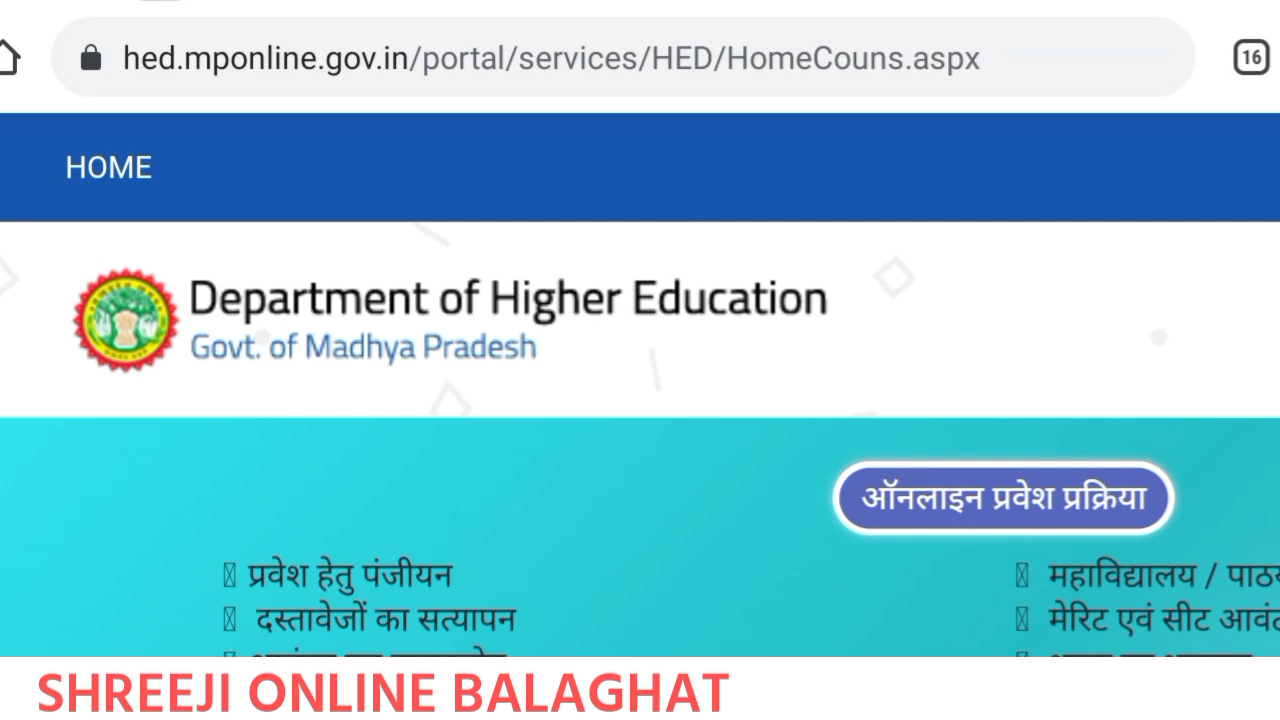 hed.mponline.gov.in/portal/services/HED/HomeCouns.aspx
16
HOME
Department of Higher Education
Govt. of Madhya Pradesh
ऑनलाइन प्रवेश प्रक्रिया
प्रवेश हेतु पंजीयन
महाविद्यालय /
दस्तावेजों का सत्यापन
मेरिट एवं सीट
SHREEJI ONLINE BALAGHAT